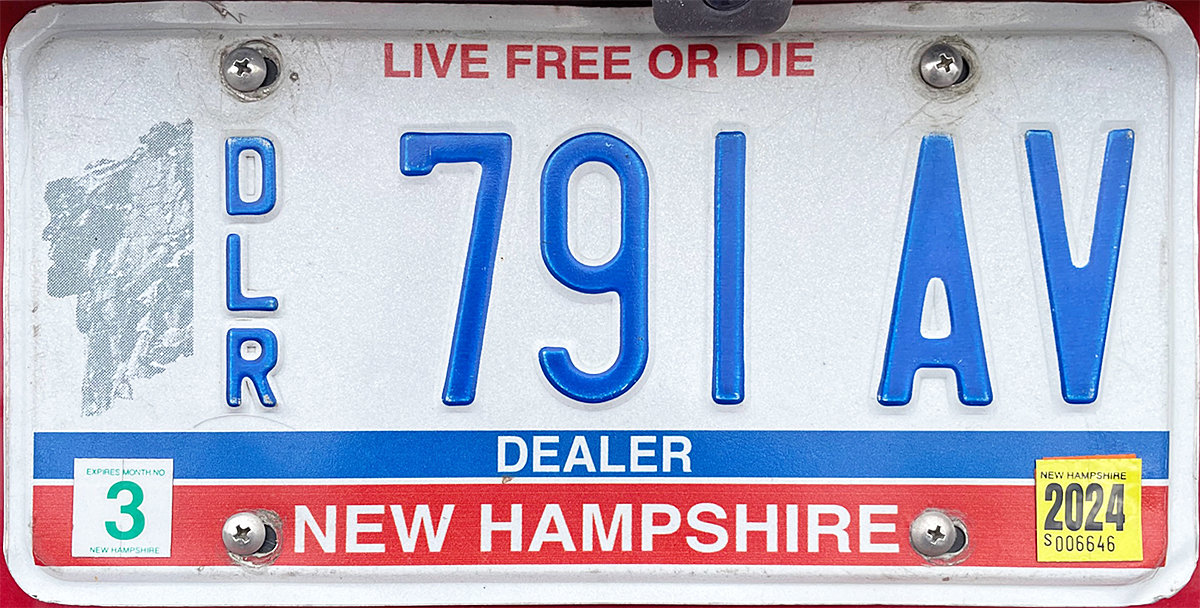 LIVE FREE OR DIE
DLR
791 AV
DEALER
NEW HAMPSHIRE
EXPIRES MONTH NO
3
NEW HAMPSHIRE
NEW HAMPSHIRE
2024
S006646